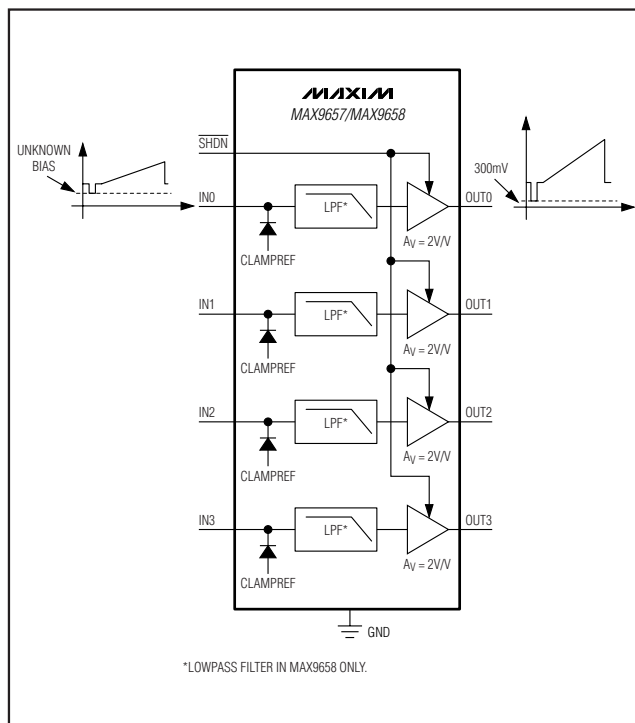 MAXIM
MAX9657/MAX9658
SHDN
UNKNOWN
BIAS
300mV
IN0
LPF*
OUT0
AV = 2V/V
CLAMPREF
IN1
LPF*
OUT1
AV = 2V/V
CLAMPREF
IN2
LPF*
OUT2
AV = 2V/V
CLAMPREF
IN3
LPF*
OUT3
AV = 2V/V
CLAMPREF
GND
*LOWPASS FILTER IN MAX9658 ONLY.